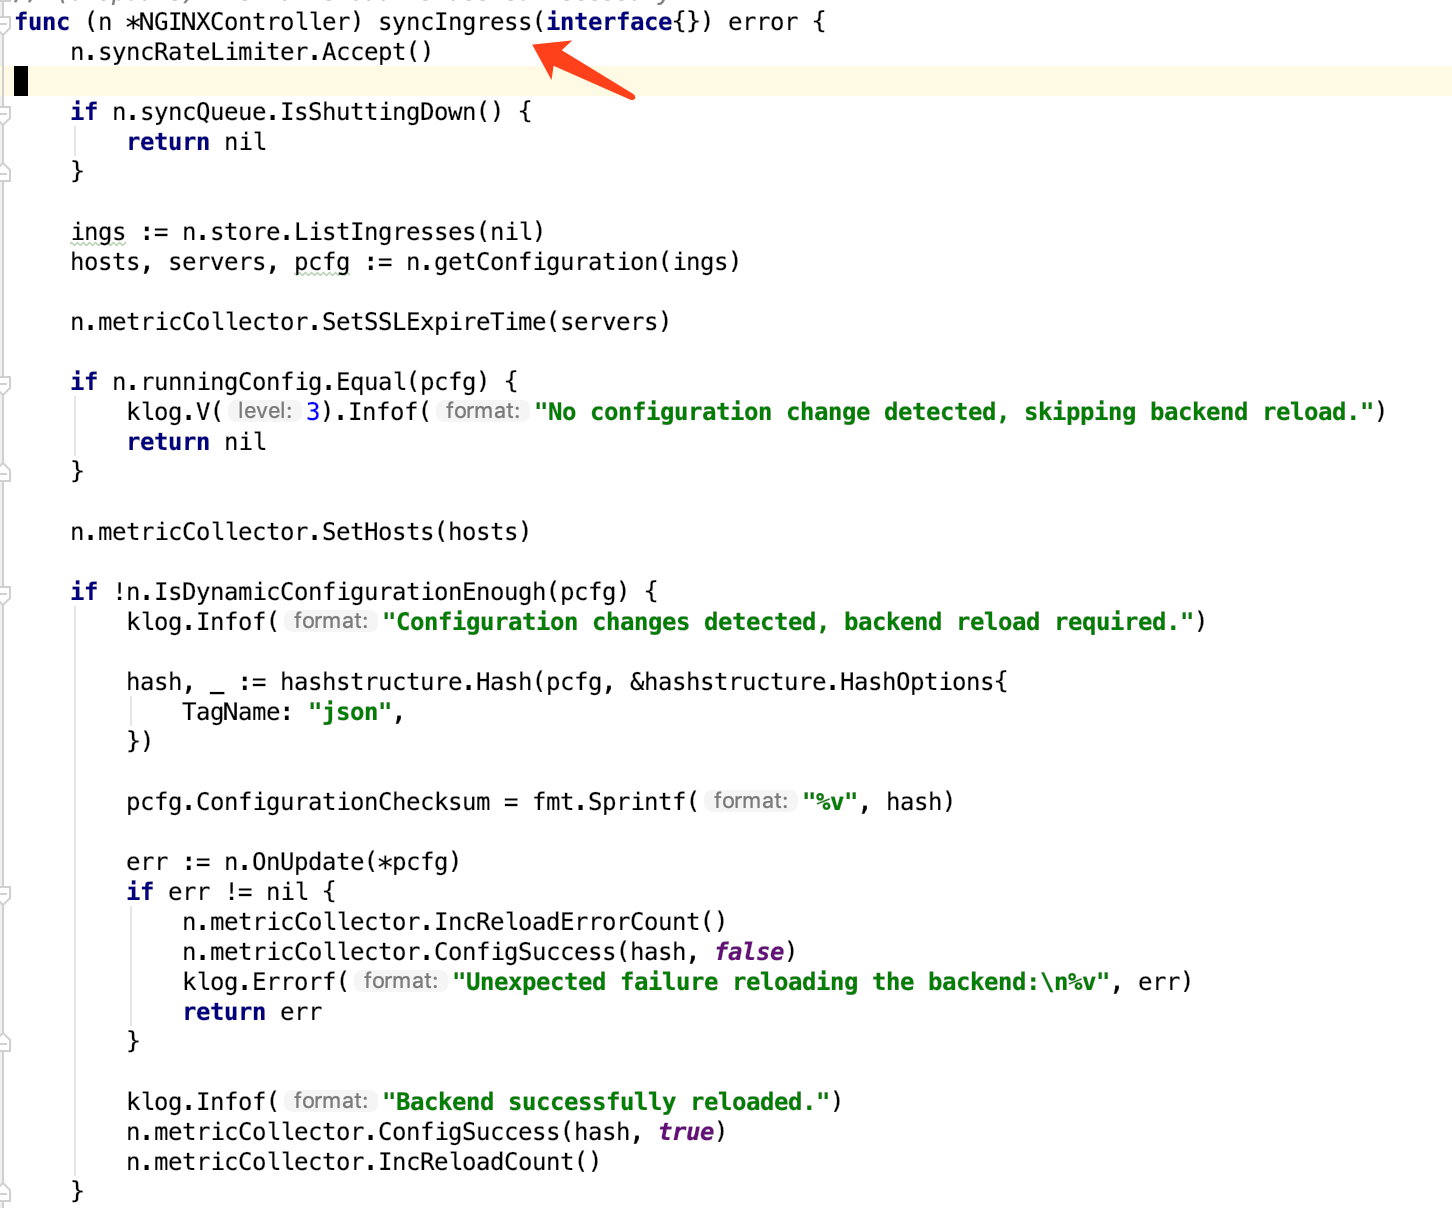 func (n *NGINXController) syncIngress(interface{}) error {
    n.syncRateLimiter.Accept()

    if n.syncQueue.IsShuttingDown() {
        return nil
    }

    ings := n.store.ListIngresses(nil)
    hosts, servers, pcfg := n.getConfiguration(ings)

    n.metricCollector.SetSSLExpireTime(servers)

    if n.runningConfig.Equal(pcfg) {
        klog.V( level: 3).Infof( format: "No configuration change detected, skipping backend reload.")
        return nil
    }

    n.metricCollector.SetHosts(hosts)

    if !n.IsDynamicConfigurationEnough(pcfg) {
        klog.Infof( format: "Configuration changes detected, backend reload required.")

        hash, _ := hashstructure.Hash(pcfg, &hashstructure.HashOptions{
            TagName: "json",
        })

        pcfg.ConfigurationChecksum = fmt.Sprintf( format: "%v", hash)

        err := n.OnUpdate(*pcfg)
        if err != nil {
            n.metricCollector.IncReloadErrorCount()
            n.metricCollector.ConfigSuccess(hash, false)
            klog.Errorf( format: "Unexpected failure reloading the backend:\n%v", err)
            return err
        }

        klog.Infof( format: "Backend successfully reloaded.")
        n.metricCollector.ConfigSuccess(hash, true)
        n.metricCollector.IncReloadCount()
    }